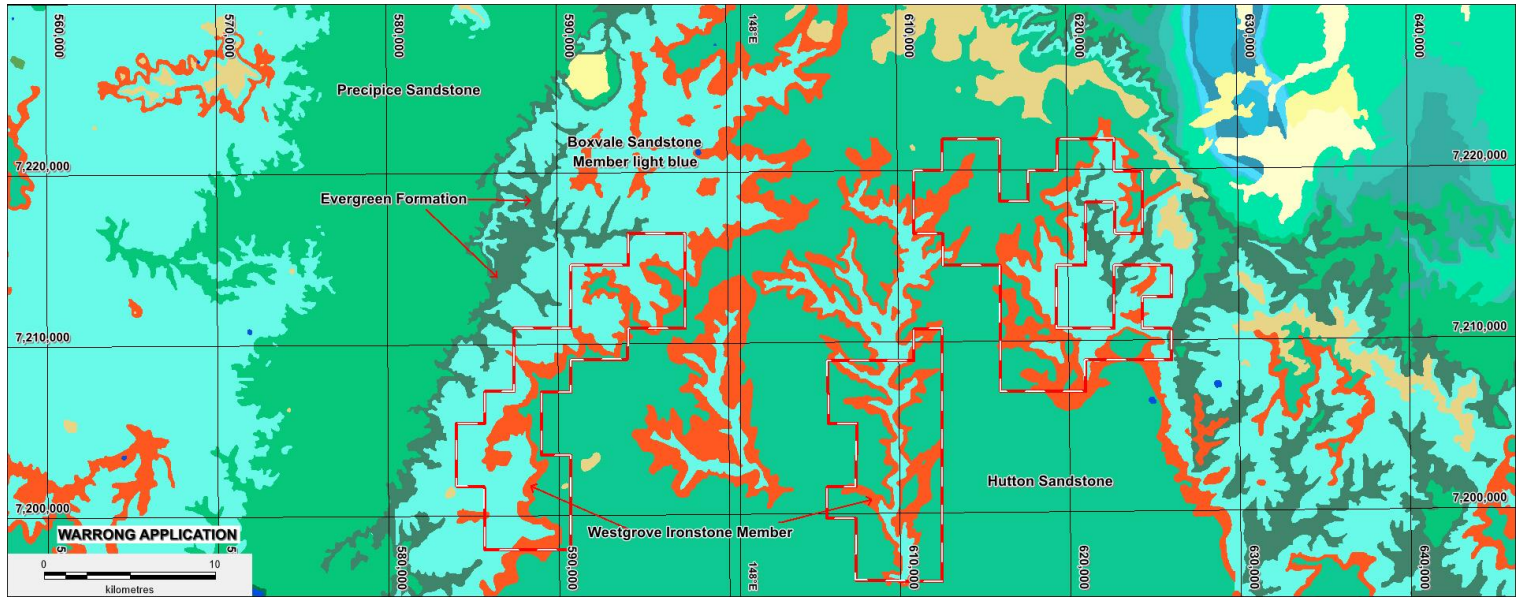 560,000
570,000
580,000
590,000
148°E
610,000
620,000
630,000
640,000
Precipice Sandstone
Boxvale Sandstone
Member light blue
7,220,000
7,220,000
Evergreen Formation
7,210,000
7,210,000
Hutton Sandstone
7,200,000
7,200,000
Westgrove Ironstone Member
WARRONG APPLICATION
0
10
kilometres
580,000
590,000
148°E
610,000
620,000
630,000
640,000